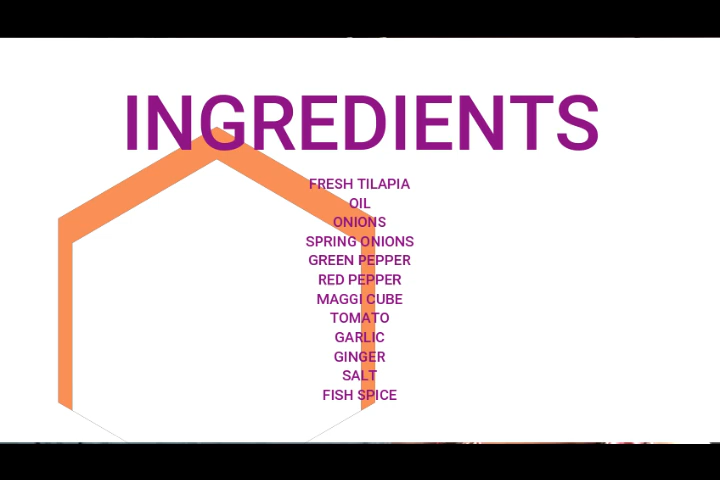 INGREDIENTS
FRESH TILAPIA
OIL
ONIONS
SPRING ONIONS
GREEN PEPPER
RED PEPPER
MAGGI CUBE
TOMATO
GARLIC
GINGER
SALT
FISH SPICE